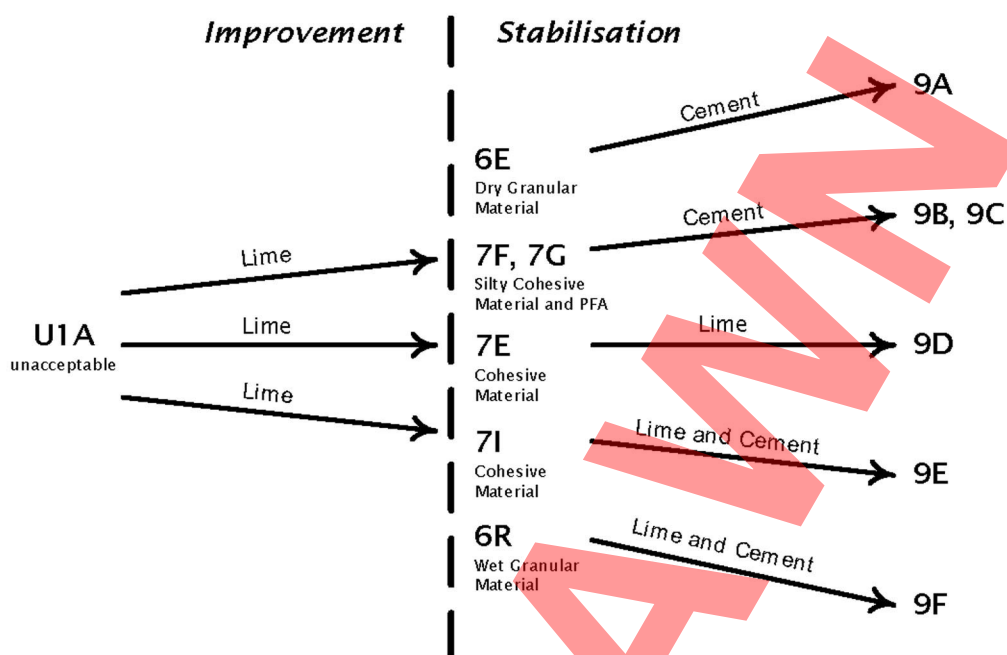 Improvement
Stabilisation
Cement
9A
6E
Dry Granular
Material
Cement
9B, 9C
Lime
7F, 7G
Silty Cohesive
Material and PFA
U1A
unacceptable
Lime
7E
Cohesive
Material
Lime
9D
Lime
7I
Cohesive
Material
Lime and Cement
9E
6R
Wet Granular
Material
Lime and Cement
9F